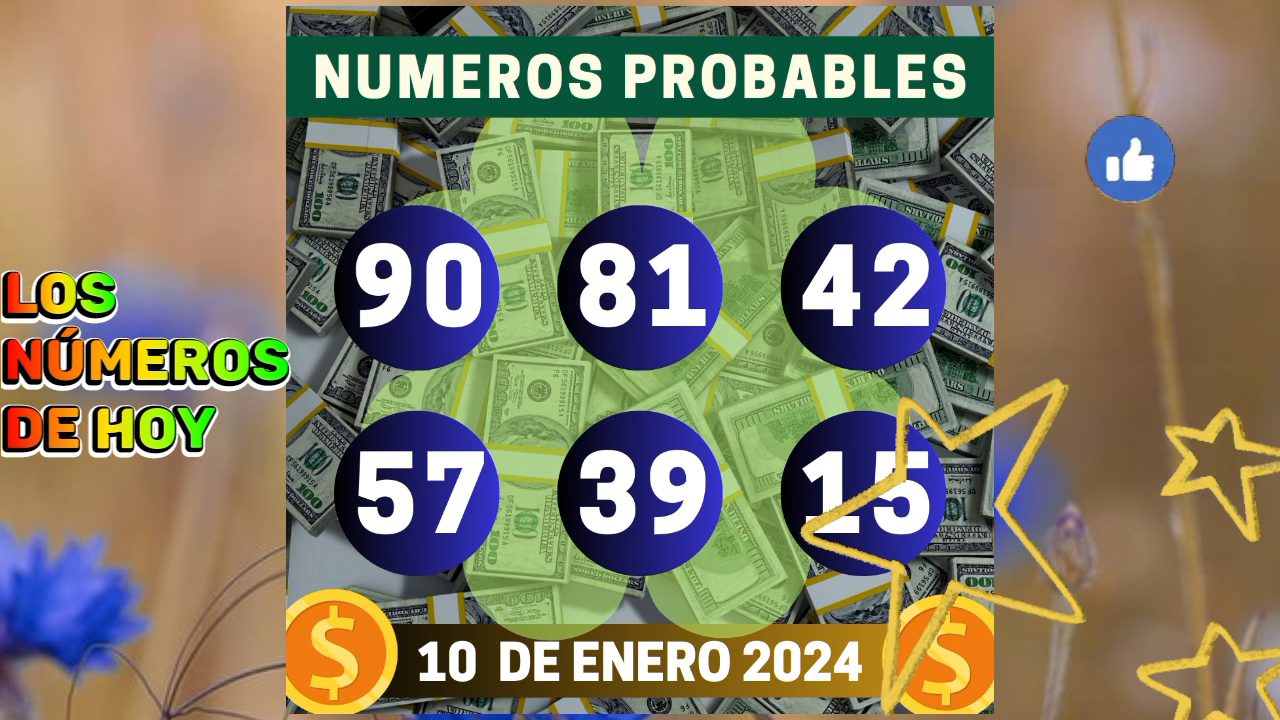 NUMEROS PROBABLES
90 81 42
LOS
NÚMEROS
DE HOY
57 39 15
10 DE ENERO 2024